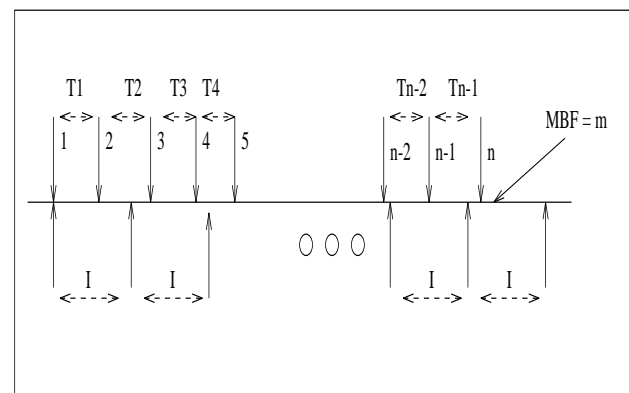 T1 T2 T3 T4 Tn-2 Tn-1
MBF = m
1 2 3 4 5 n-2 n-1 n
I I I I